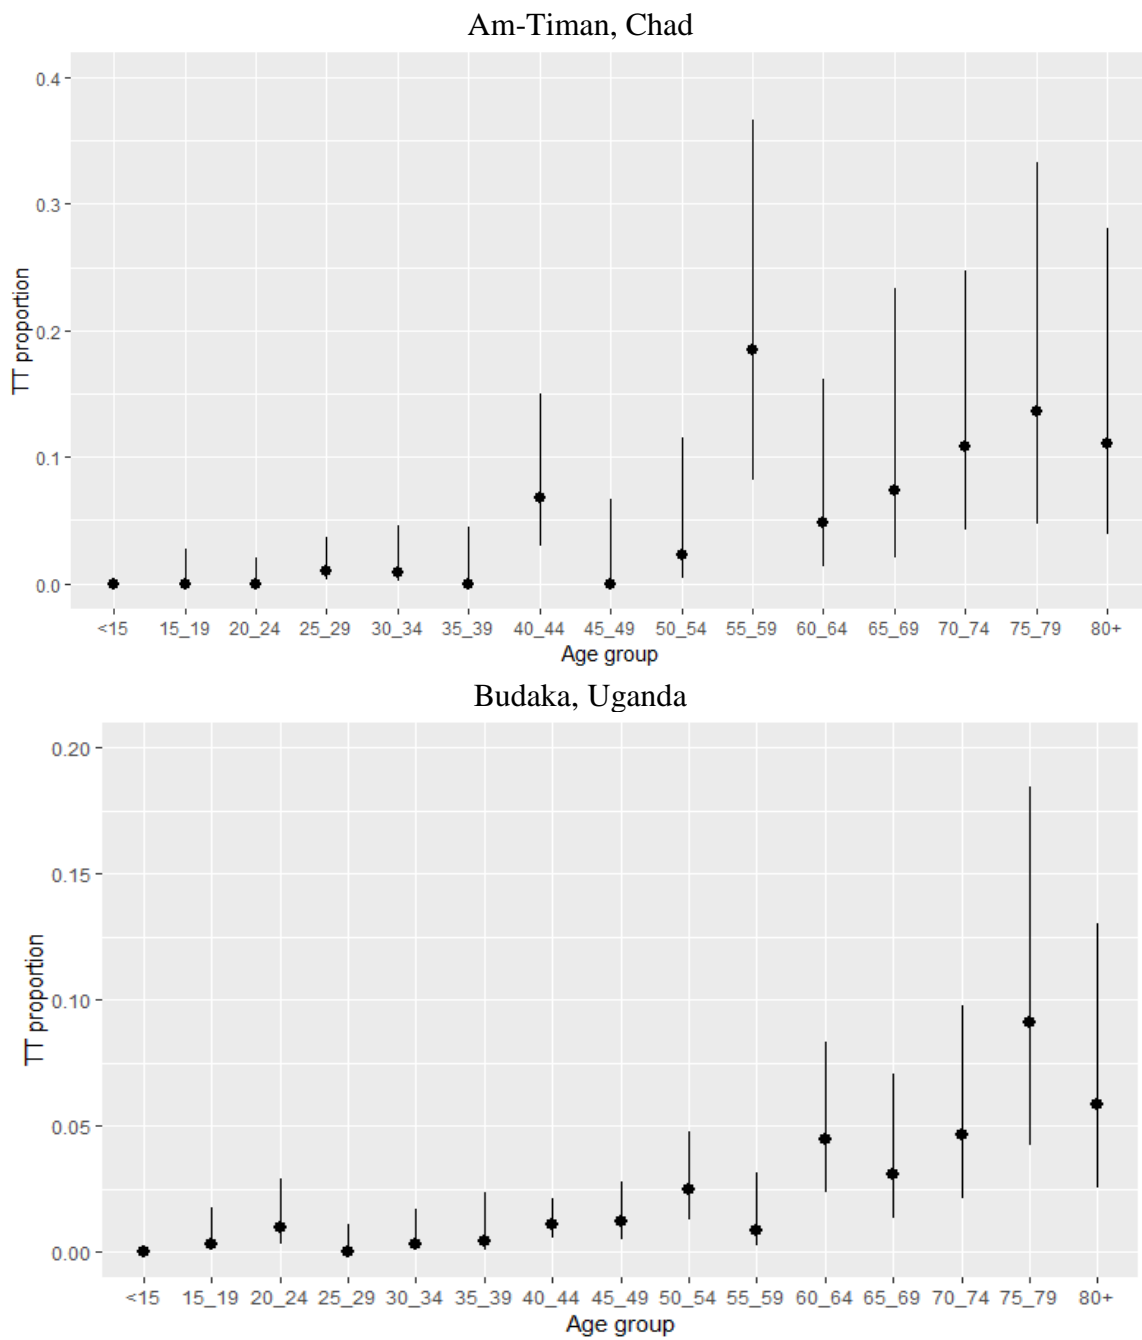 Am-Timan, Chad
0.4
0.3
0.2
0.1
0.0
TT proportion
<15 15_19 20_24 25_29 30_34 35_39 40_44 45_49 50_54 55_59 60_64 65_69 70_74 75_79 80+
Age group
Budaka, Uganda
0.20
0.15
0.10
0.05
0.00
TT proportion
<15 15_19 20_24 25_29 30_34 35_39 40_44 45_49 50_54 55_59 60_64 65_69 70_74 75_79 80+
Age group